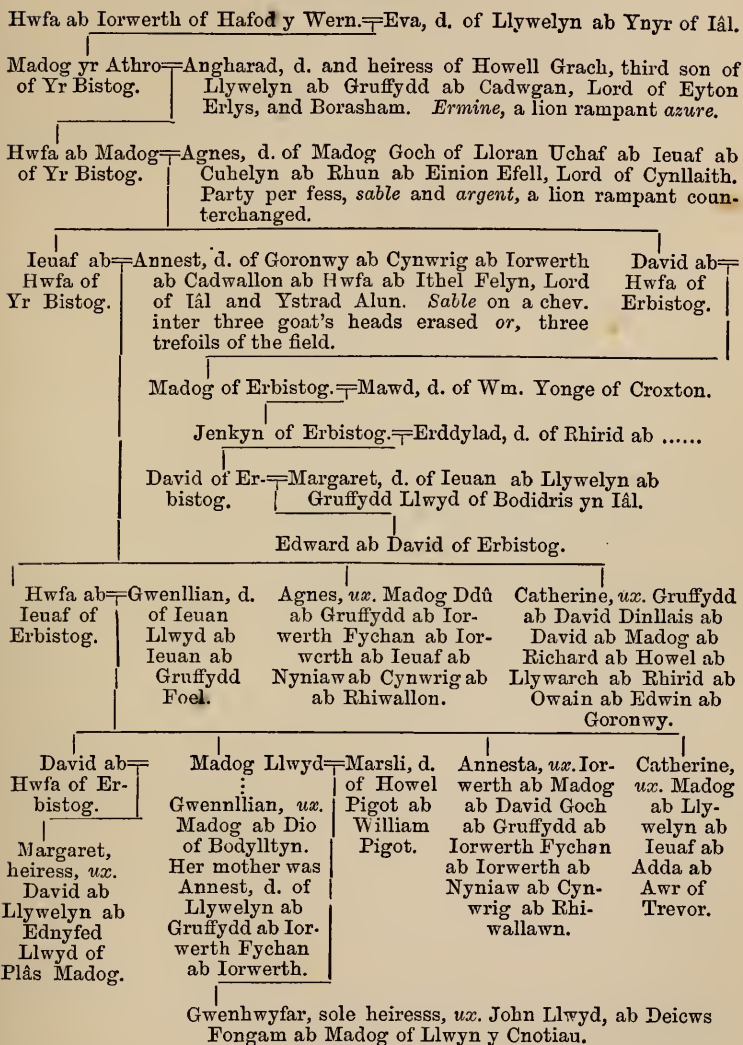 Hwfa ab Iorwerth of Hafod y Wern.=Eva, d. of Llywelyn ab Ynyr of Iâl.
Madog yr Athro=Angharad, d. and heiress of Howell Grach, third son of
of Yr Bistog. Llywelyn ab Gruffydd ab Cadwgan, Lord of Eyton
Erlys, and Borasham. Ermine, a lion rampant azure.
Hwfa ab Madog=Agnes, d. of Madog Goch of Lloran Uchaf ab Ieuaf ab
of Yr Bistog. Cuhelyn ab Rhun ab Einion Efell, Lord of Cynllaith.
Party per fess, sable and argent, a lion rampant coun-
terchanged.
Ieuaf ab=Annest, d. of Goronwy ab Cynwrig ab Iorwerth
Hwfa of ab Cadwallon ab Hwfa ab Ithel Felyn, Lord
Yr Bistog. of Iâl and Ystrad Alun. Sable on a chev.
inter three goat's heads erased or, three
trefoils of the field.
David ab=
Hwfa of
Erbistog.
Madog of Erbistog.=Mawd, d. of Wm. Yonge of Croxton.
Jenkyn of Erbistog.=Erddylad, d. of Rhirid ab ......
David of Er-=Margaret, d. of Ieuan ab Llywelyn ab
bistog. Gruffydd Llwyd of Bodidris yn Iâl.
Edward ab David of Erbistog.
Hwfa ab=
Ieuaf of
Erbistog.
Gwenllian, d.
of Ieuan
Llwyd ab
Ieuan ab
Gruffydd
Foel.
Agnes, ux. Madog Ddû
ab Gruffydd ab Ior-
werth Fychan ab Ior-
wcrth ab Ieuaf ab
Nyniaw ab Cynwrig ab
ab Rhiwallon.
Catherine, ux. Gruffydd
ab David Dinllais ab
David ab Madog ab
Richard ab Howel ab
Llywarch ab Rhirid ab
Owain ab Edwin ab
Goronwy.
David ab=
Hwfa of Er-
bistog.
Margaret,
heiress, ux.
David ab
Llywelyn ab
Ednyfed
Llwyd of
Plâs Madog.
Madog Llwyd=
Gwennllian, ux.
Madog ab Dio
of Bodylltyn.
Her mother was
Annest, d. of
Llywelyn ab
Gruffydd ab Ior-
werth Fychan
ab Iorwerth.
Marsli, d.
of Howel
Pigot ab
William
Pigot.
Annesta, ux. Ior-
werth ab Madog
ab David Goch
ab Gruffydd ab
Iorwerth Fychan
ab Iorwerth ab
Nyniaw ab Cyn-
wrig ab Rhi-
wallawn.
Catherine,
ux. Madog
ab Lly-
welyn ab
Ieuaf ab
Adda ab
Awr of
Trevor.
Gwenhwyfar, sole heiresss, ux. John Llwyd, ab Deicws
Fongam ab Madog of Llwyn y Cnotiau.